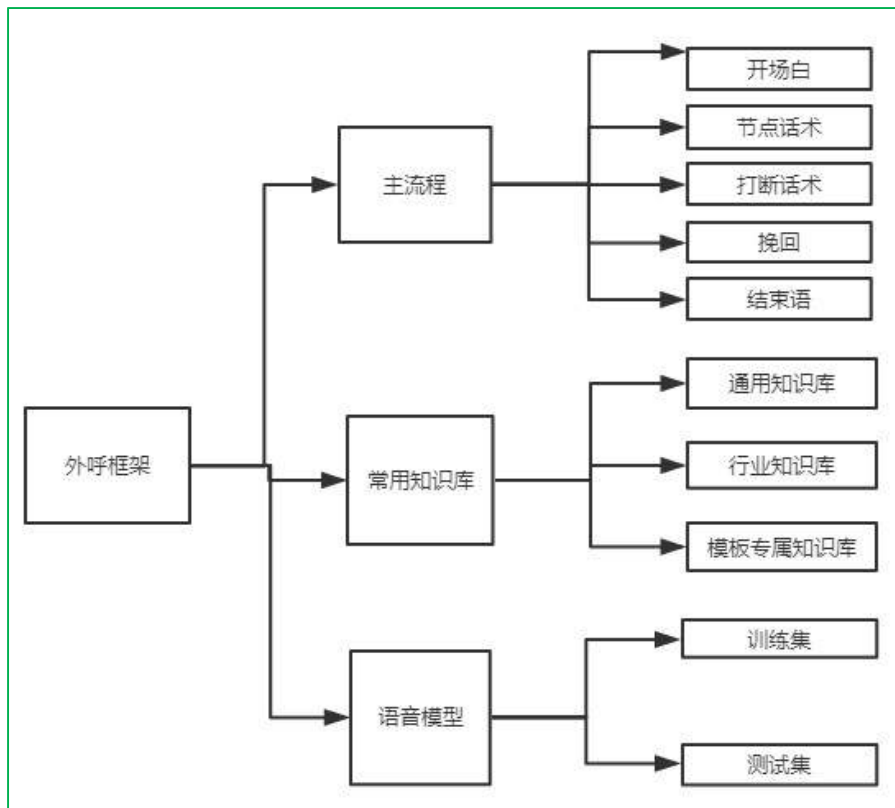 外呼框架
主流程
开场白
节点话术
打断话术
挽回
结束语
常用知识库
通用知识库
行业知识库
模板专属知识库
语音模型
训练集
测试集